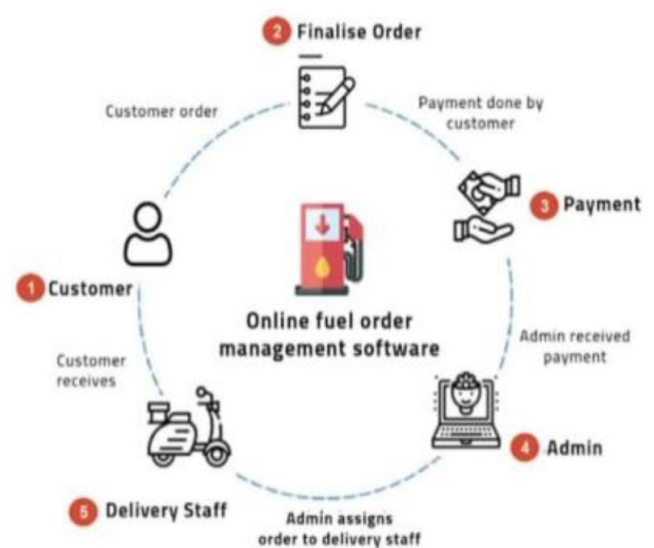 2 Finalise Order
Customer order
Payment done by
customer
3 Payment
1 Customer
Online fuel order
management software
Admin received
payment
Customer
receives
4 Admin
5 Delivery Staff
Admin assigns
order to delivery staff